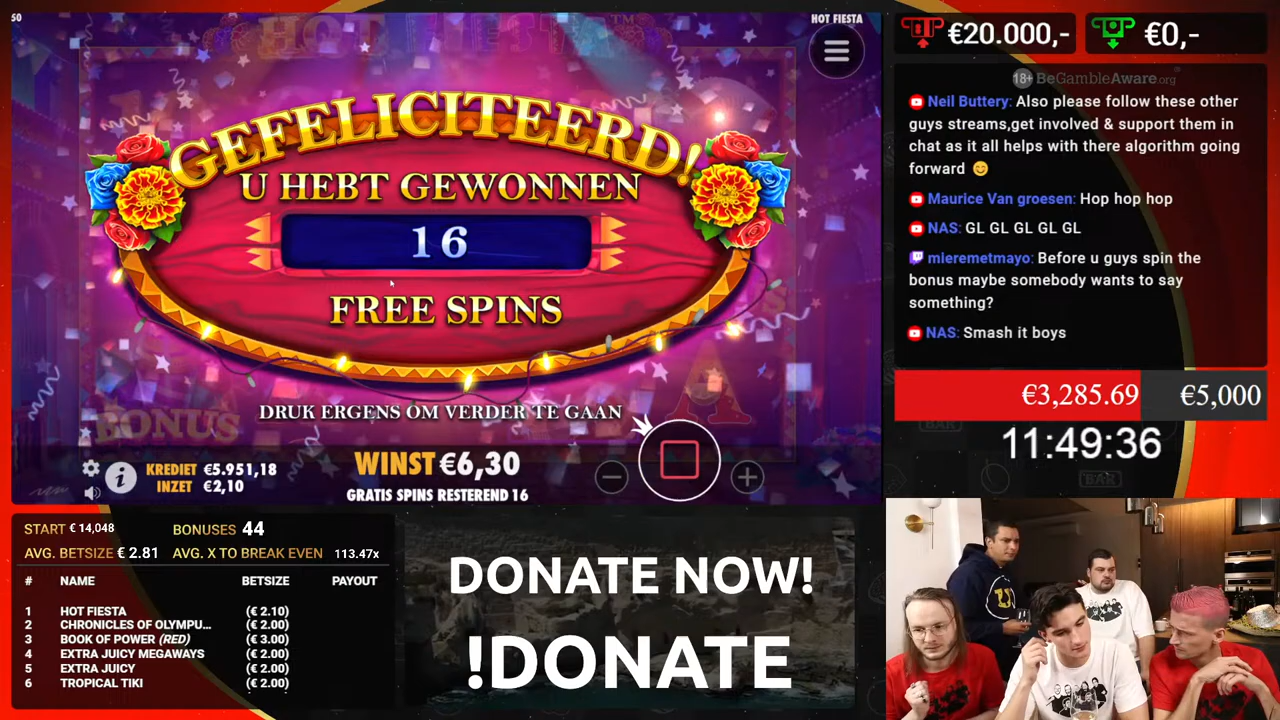 50
HOT FIESTA
HOT FIESTA™
GEFELICITEERD!
U HEBT GEWONNEN
16
FREE SPINS
BONUS
A
DRUK ERGENS OM VERDER TE GAAN
KREDIET €5.951,18
INZET €2,10
WINST €6,30
GRATIS SPINS RESTEREND 16
€20.000,-
€0,-
18+ BeGambleAware.org
Neil Buttery: Also please follow these other
guys streams,get involved & support them in
chat as it all helps with there algorithm going
forward 😊
Maurice Van groesen: Hop hop hop
NAS: GL GL GL GL GL
mieremetmayo: Before u guys spin the
bonus maybe somebody wants to say
something?
NAS: Smash it boys
€3,285.69
€5,000
11:49:36
BAR
START € 14,048
BONUSES 44
AVG. BETSIZE € 2.81
AVG. X TO BREAK EVEN 113.47x
# NAME BETSIZE PAYOUT
1 HOT FIESTA (€ 2.10)
2 CHRONICLES OF OLYMPU... (€ 2.00)
3 BOOK OF POWER (RED) (€ 3.00)
4 EXTRA JUICY MEGAWAYS (€ 2.00)
5 EXTRA JUICY (€ 2.00)
6 TROPICAL TIKI (€ 2.00)
DONATE NOW!
!DONATE